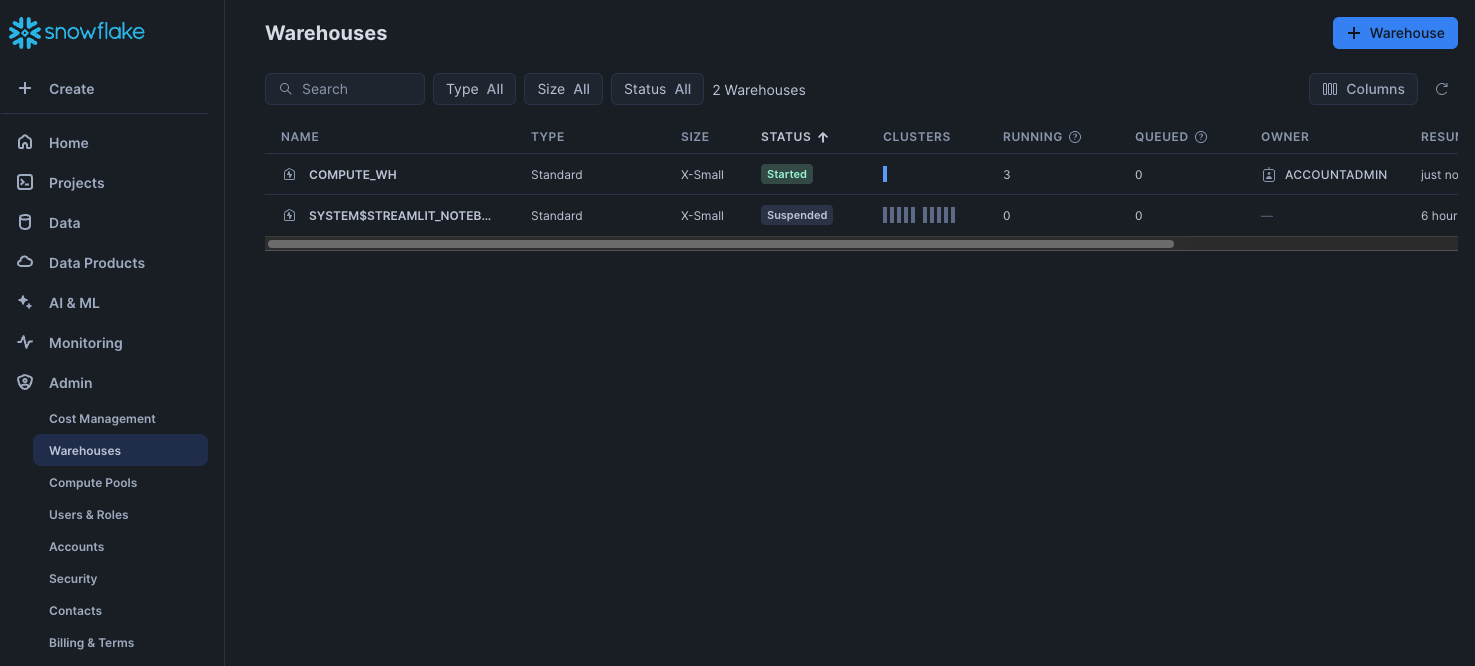 snowflake
Create
Home
Projects
Data
Data Products
AI & ML
Monitoring
Admin
Cost Management
Warehouses
Compute Pools
Users & Roles
Accounts
Security
Contacts
Billing & Terms
Warehouses
Warehouse
Search Type All Size All Status All 2 Warehouses Columns
NAME TYPE SIZE STATUS CLUSTERS RUNNING QUEUED OWNER RESUM
COMPUTE_WH Standard X-Small Started 3 0 ACCOUNTADMIN just no
SYSTEM$STREAMLIT_NOTEB... Standard X-Small Suspended 0 0 — 6 hour